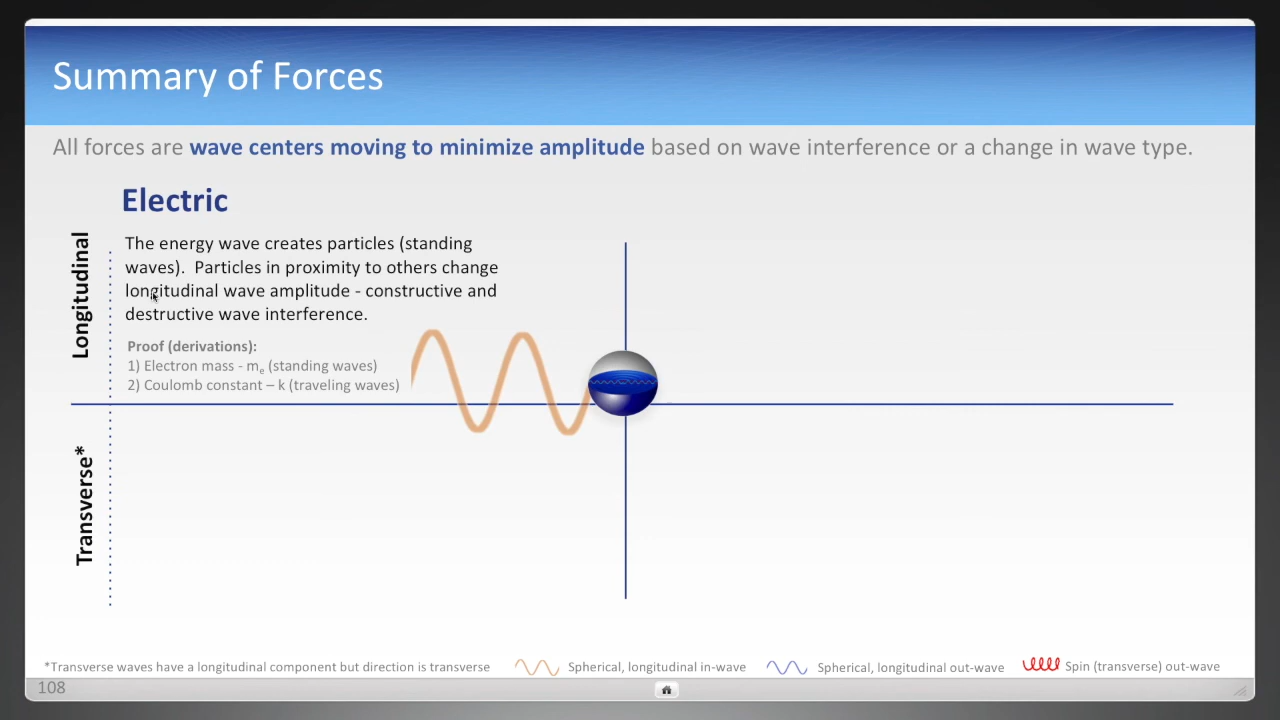 Summary of Forces
All forces are wave centers moving to minimize amplitude based on wave interference or a change in wave type.
Electric
Longitudinal
The energy wave creates particles (standing
waves).  Particles in proximity to others change
longitudinal wave amplitude - constructive and
destructive wave interference.
Proof (derivations):
1) Electron mass - me (standing waves)
2) Coulomb constant – k (traveling waves)
Transverse*
*Transverse waves have a longitudinal component but direction is transverse
Spherical, longitudinal in-wave
Spherical, longitudinal out-wave
Spin (transverse) out-wave
108